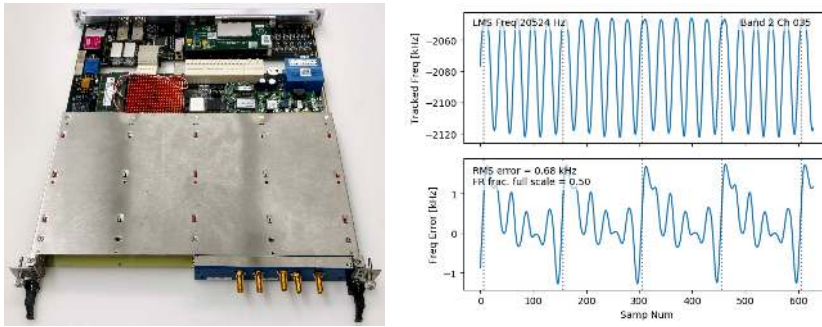 LMS Freq 20524 Hz
Band 2 Ch 035
Tracked Freq [kHz]
−2060
−2080
−2100
−2120
RMS error = 0.68 kHz
FR frac. full scale = 0.50
Freq Error [kHz]
1
0
−1
0
100
200
300
400
500
600
Samp Num